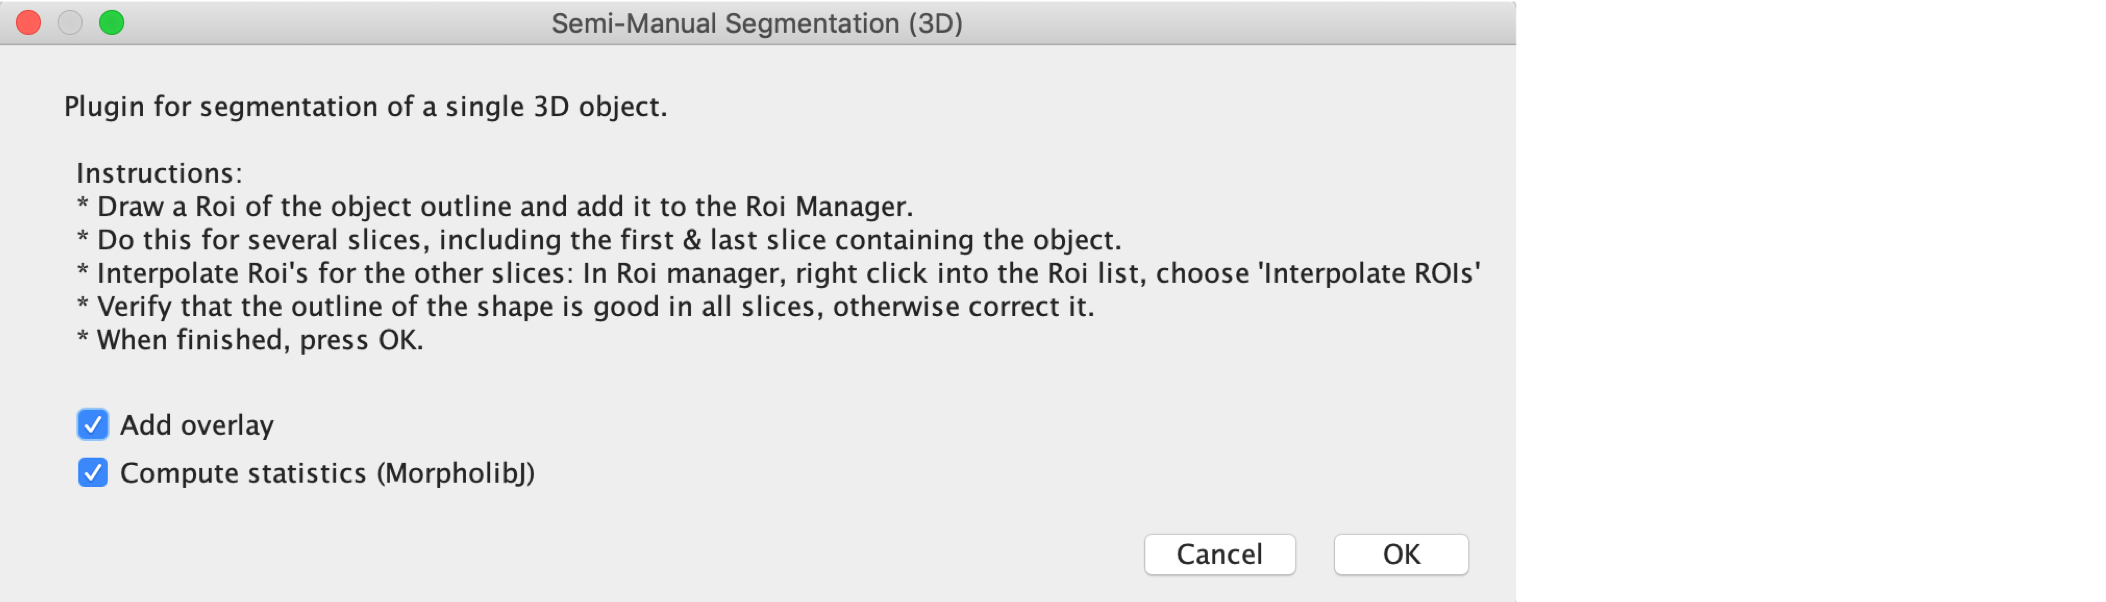 Semi-Manual Segmentation (3D)
Plugin for segmentation of a single 3D object.
Instructions:
* Draw a Roi of the object outline and add it to the Roi Manager.
* Do this for several slices, including the first & last slice containing the object.
* Interpolate Roi's for the other slices: In Roi manager, right click into the Roi list, choose 'Interpolate ROIs'
* Verify that the outline of the shape is good in all slices, otherwise correct it.
* When finished, press OK.
Add overlay
Compute statistics (MorpholibJ)
Cancel OK